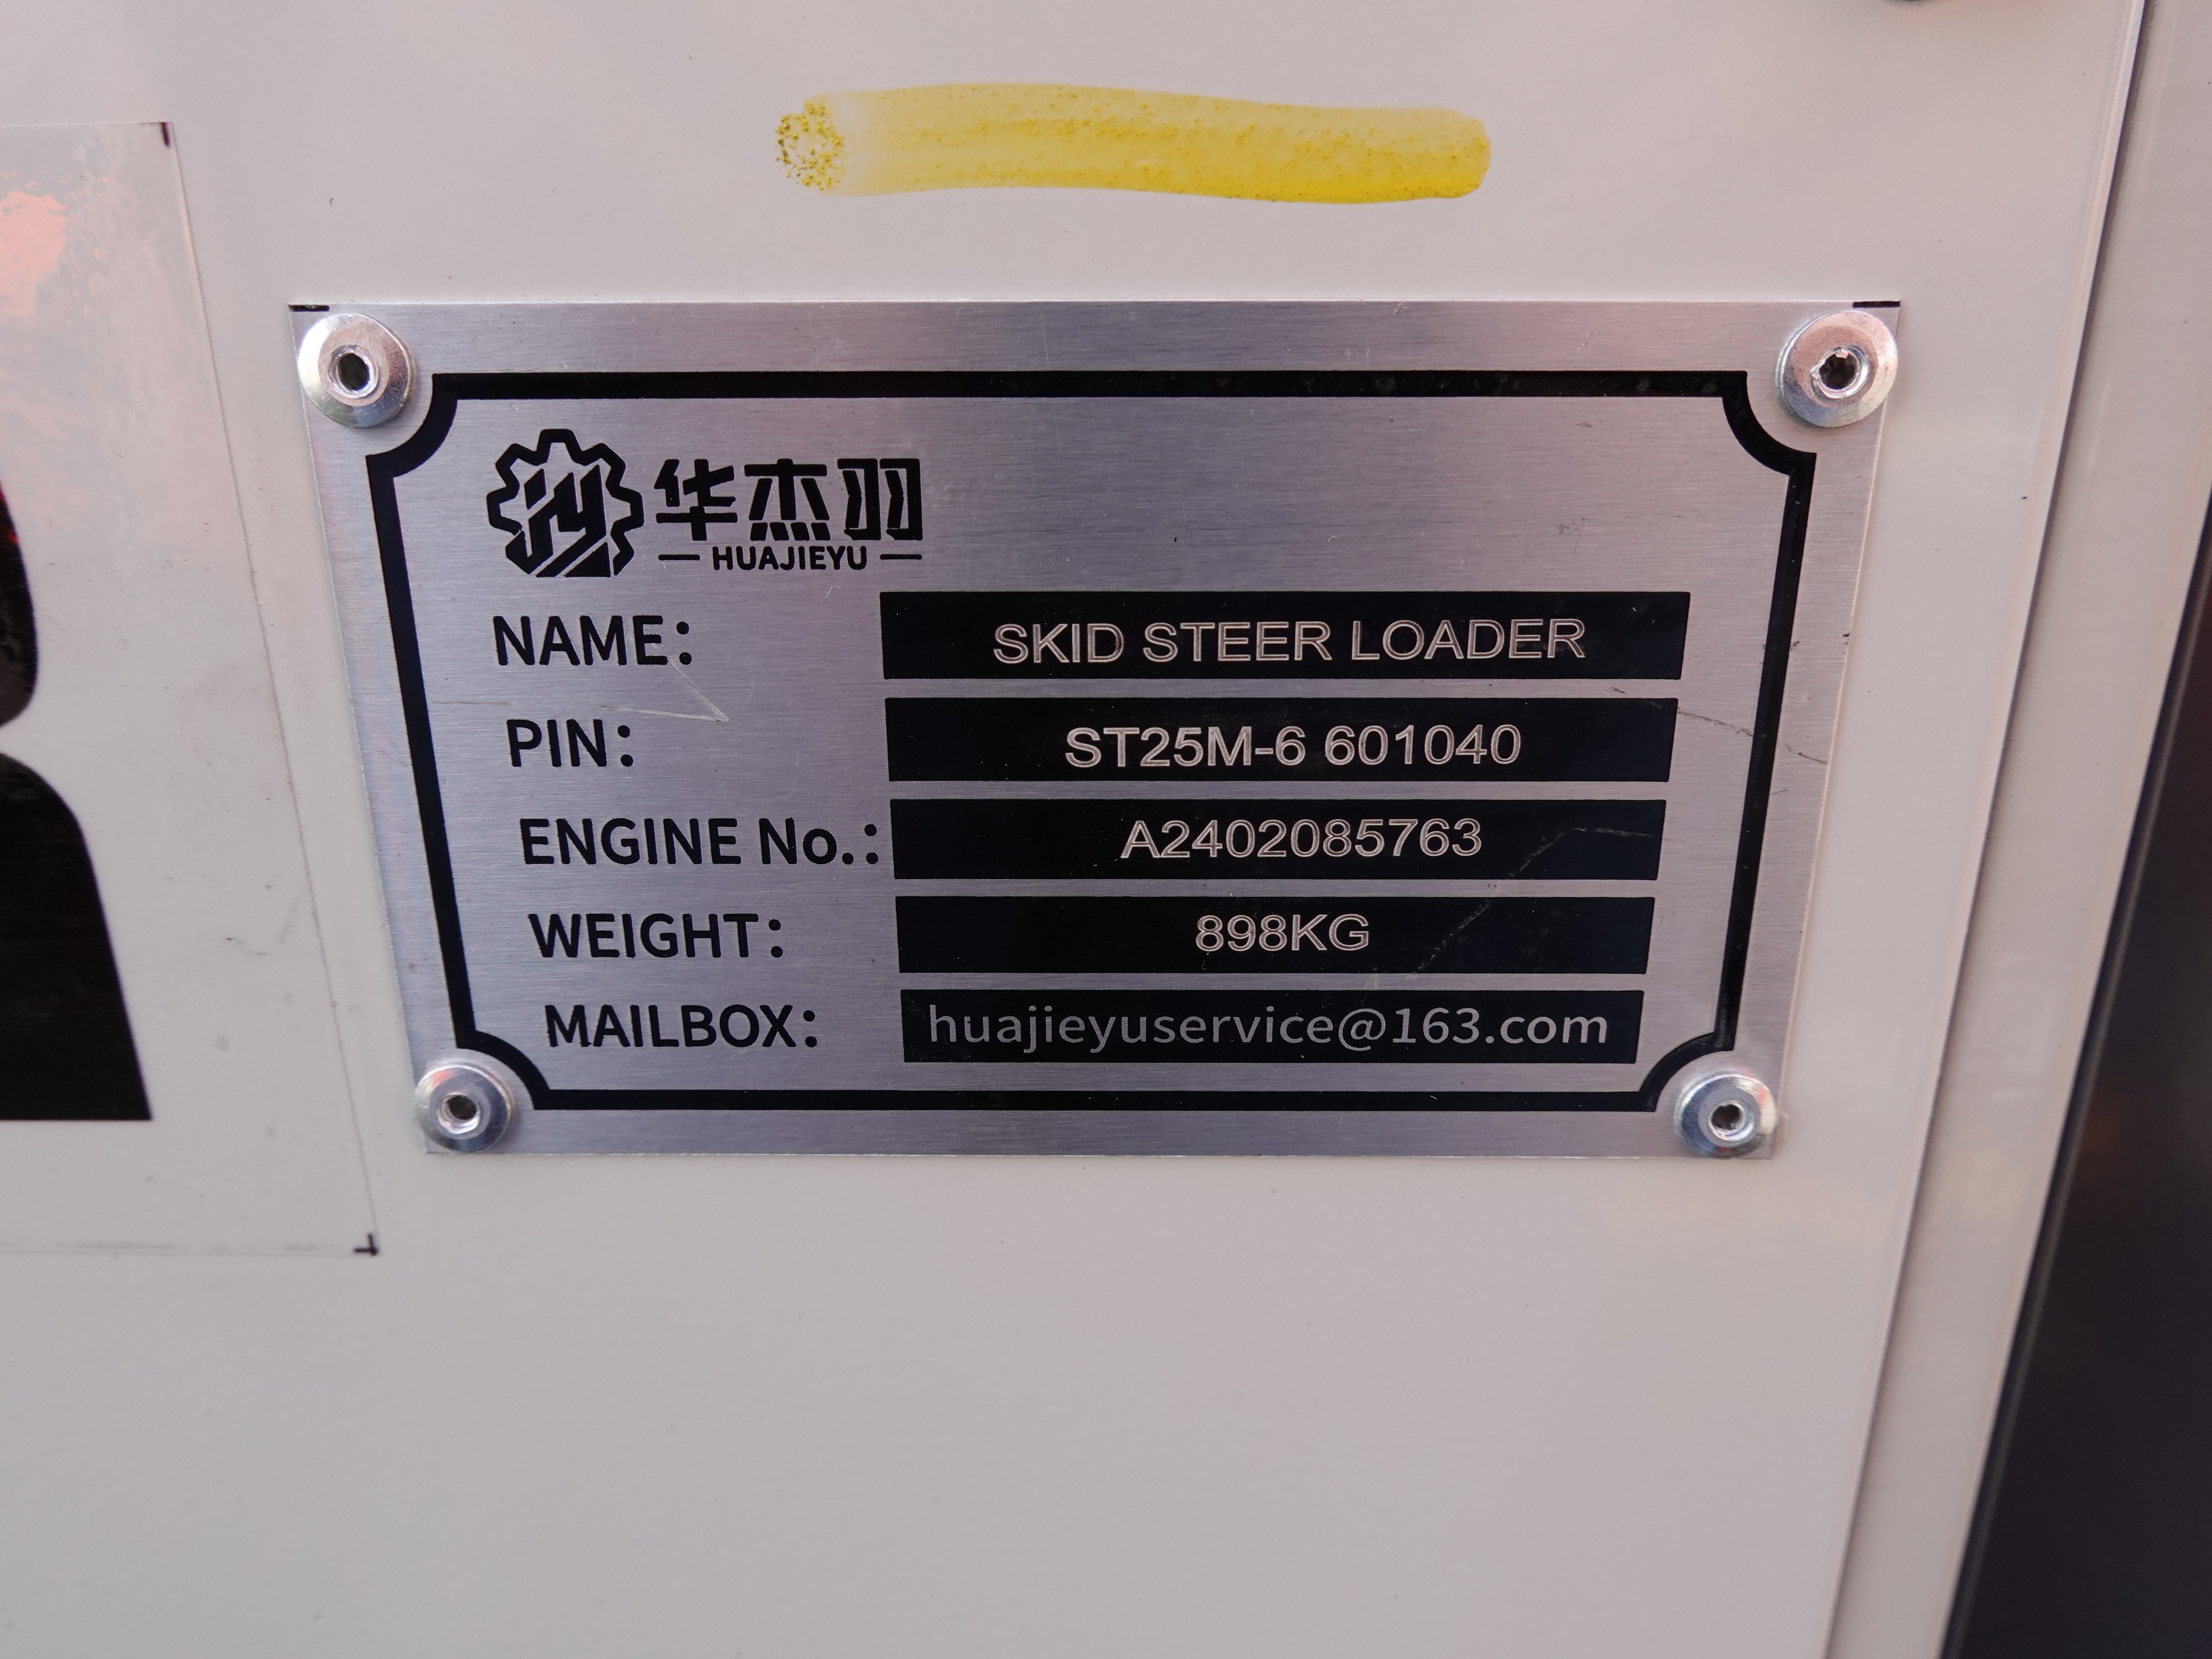 华杰羽
HUAJIEYU
NAME: SKID STEER LOADER
PIN: ST25M-6 601040
ENGINE No.: A2402085763
WEIGHT: 898KG
MAILBOX: huajieyuservice@163.com